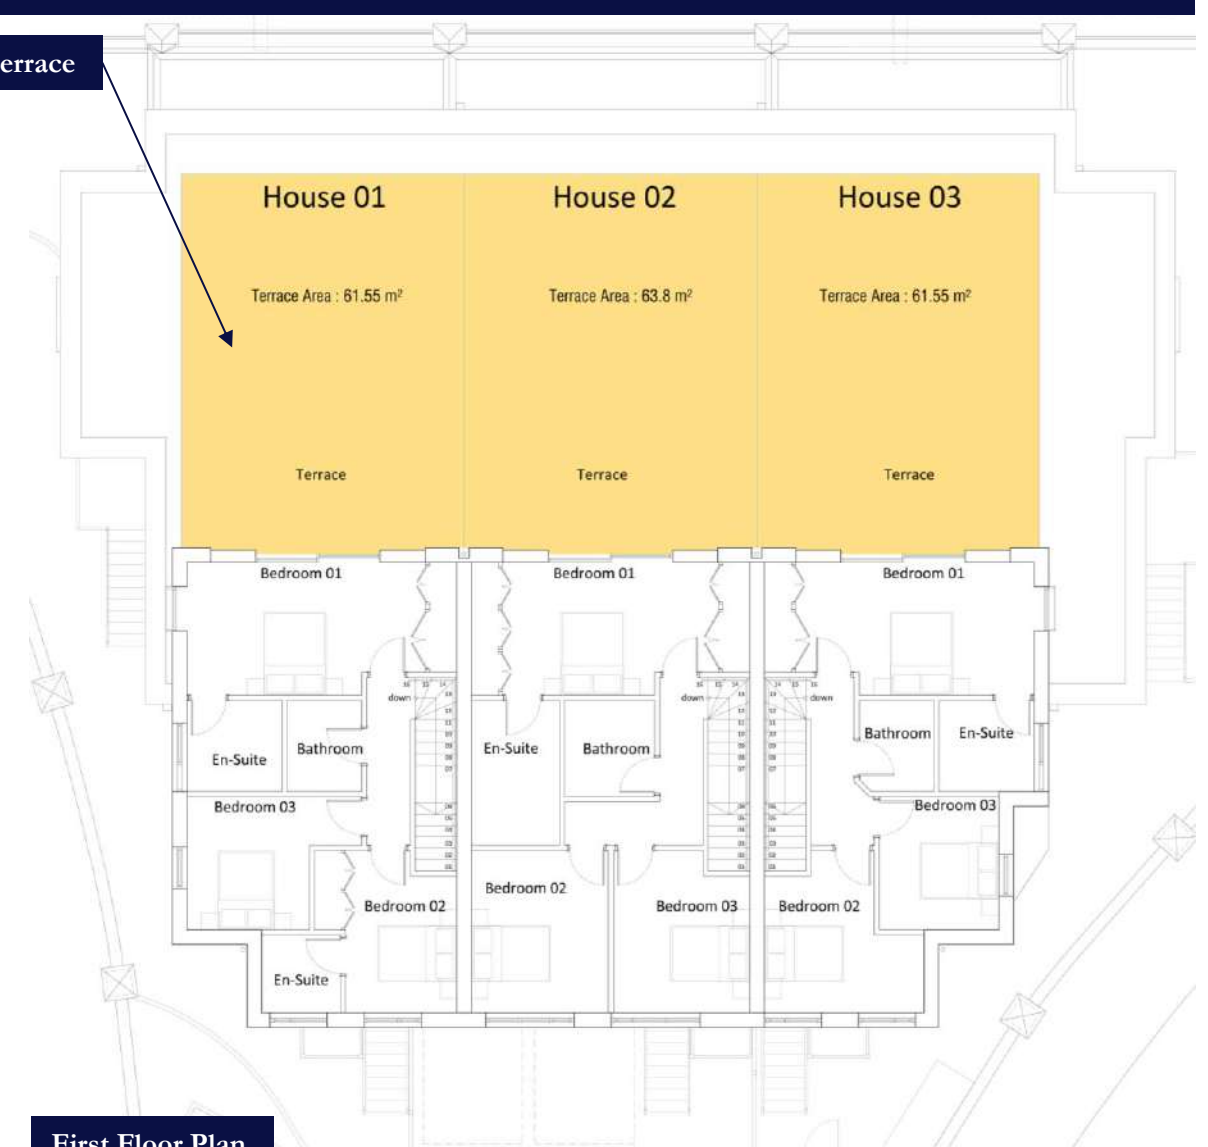 errace
House 01 House 02 House 03
Terrace Area : 61.55 m² Terrace Area : 63.8 m² Terrace Area : 61.55 m²
Terrace Terrace Terrace
Bedroom 01 Bedroom 01 Bedroom 01
down down down
En-Suite Bathroom En-Suite Bathroom Bathroom En-Suite
Bedroom 03 Bedroom 03
Bedroom 02 Bedroom 02 Bedroom 03 Bedroom 02
En-Suite
First Floor Plan